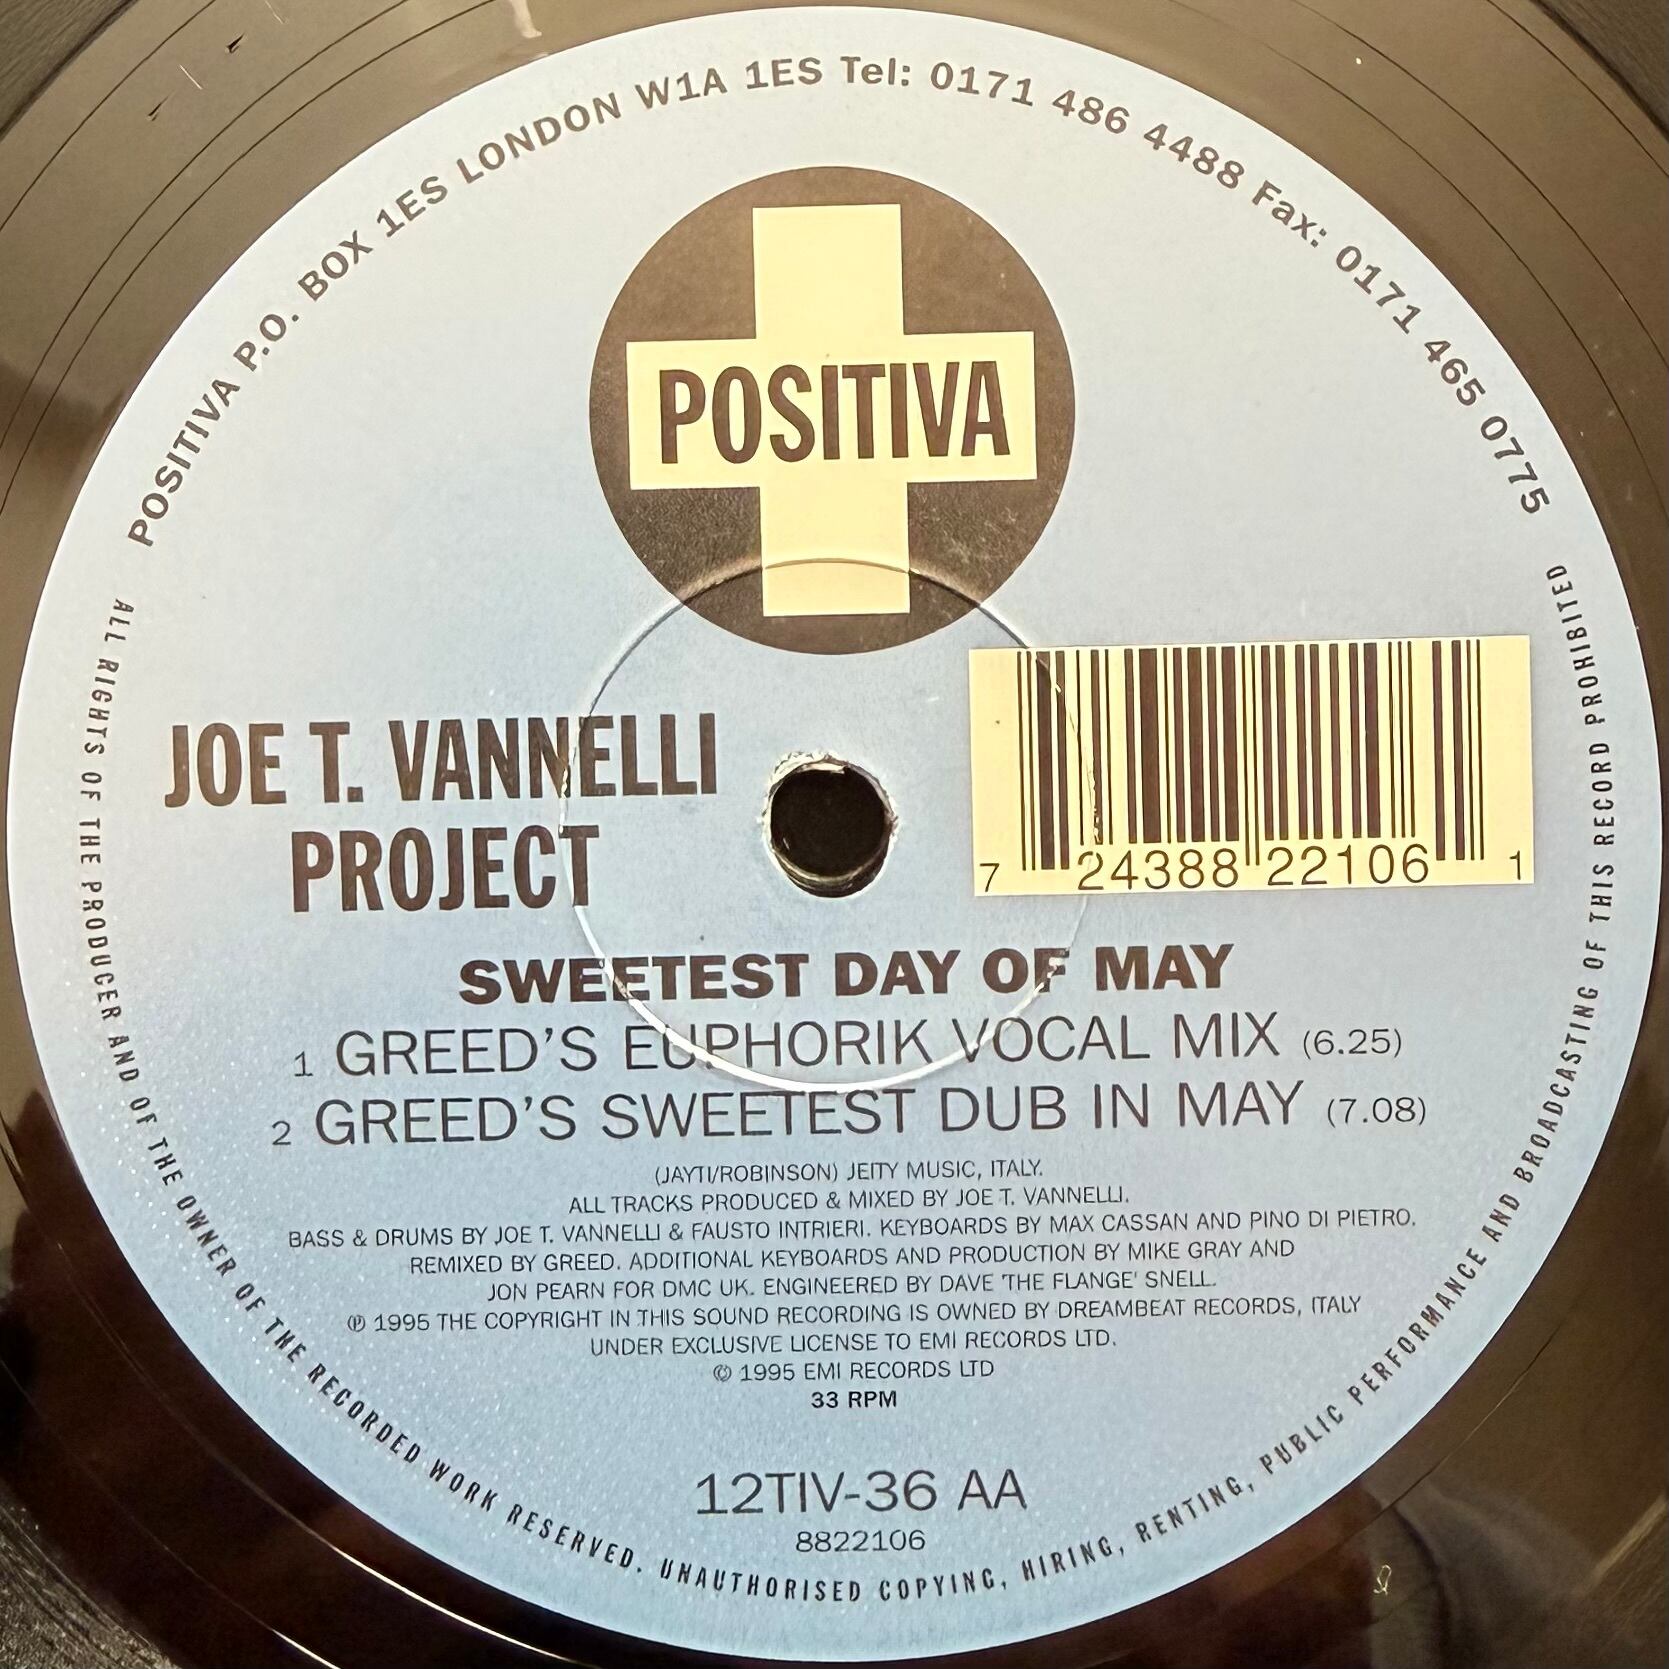 POSITIVA P.O. BOX 1ES LONDON W1A 1ES Tel: 0171 486 4488 Fax: 0171 465 0775
POSITIVA
JOE T. VANNELLI
PROJECT
7 24388 22106 1
SWEETEST DAY OF MAY
1 GREED'S EUPHORIK VOCAL MIX (6.25)
2 GREED'S SWEETEST DUB IN MAY (7.08)
(JAYTI/ROBINSON) JEITY MUSIC, ITALY.
ALL TRACKS PRODUCED & MIXED BY JOE T. VANNELLI.
BASS & DRUMS BY JOE T. VANNELLI & FAUSTO INTRIERI. KEYBOARDS BY MAX CASSAN AND PINO DI PIETRO.
REMIXED BY GREED. ADDITIONAL KEYBOARDS AND PRODUCTION BY MIKE GRAY AND
JON PEARN FOR DMC UK. ENGINEERED BY DAVE 'THE FLANGE' SNELL.
℗ 1995 THE COPYRIGHT IN THIS SOUND RECORDING IS OWNED BY DREAMBEAT RECORDS, ITALY
UNDER EXCLUSIVE LICENSE TO EMI RECORDS LTD.
© 1995 EMI RECORDS LTD
33 RPM
12TIV-36 AA
8822106
ALL RIGHTS OF THE PRODUCER AND OF THE OWNER OF THE RECORDED WORK RESERVED. UNAUTHORISED COPYING, HIRING, RENTING, PUBLIC PERFORMANCE AND BROADCASTING OF THIS RECORD PROHIBITED